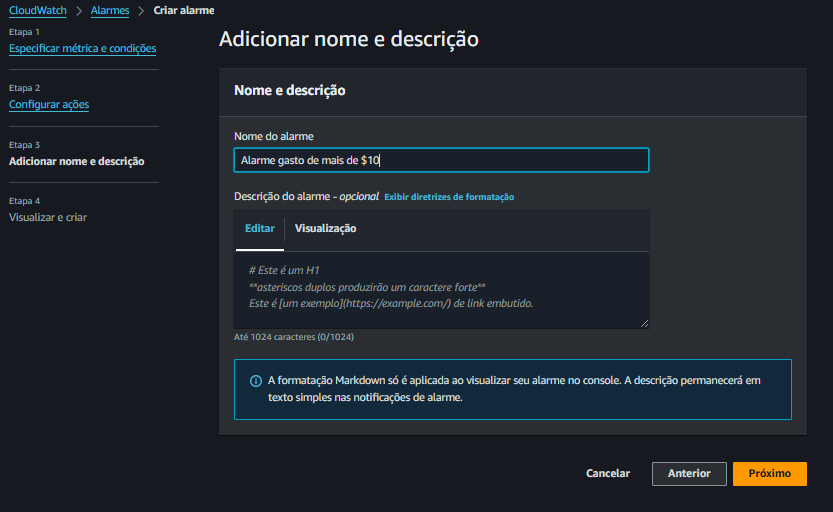 CloudWatch > Alarmes > Criar alarme
Etapa 1
Especificar métrica e condições
Etapa 2
Configurar ações
Etapa 3
Adicionar nome e descrição
Etapa 4
Visualizar e criar
Adicionar nome e descrição
Nome e descrição
Nome do alarme
Alarme gasto de mais de $10
Descrição do alarme - opcional Exibir diretrizes de formatação
Editar Visualização
# Este é um H1
**asteriscos duplos produzirão um caractere forte**
Este é [um exemplo](https://example.com/) de link embutido.
Até 1024 caracteres (0/1024)
A formatação Markdown só é aplicada ao visualizar seu alarme no console. A descrição permanecerá em
texto simples nas notificações de alarme.
Cancelar Anterior Próximo